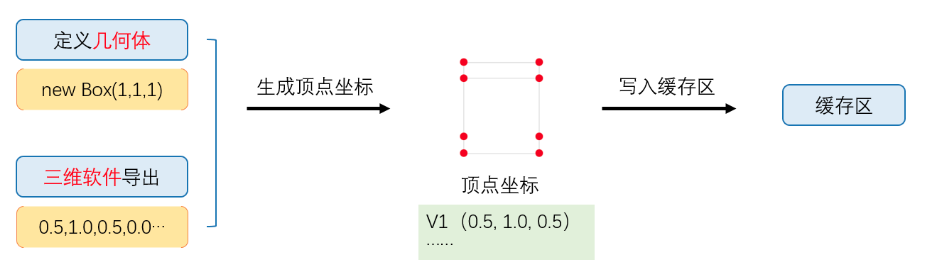 定义几何体
new Box(1,1,1)
三维软件导出
0.5,1.0,0.5,0.0…
生成顶点坐标
顶点坐标
V1（0.5, 1.0, 0.5）
……
写入缓存区
缓存区